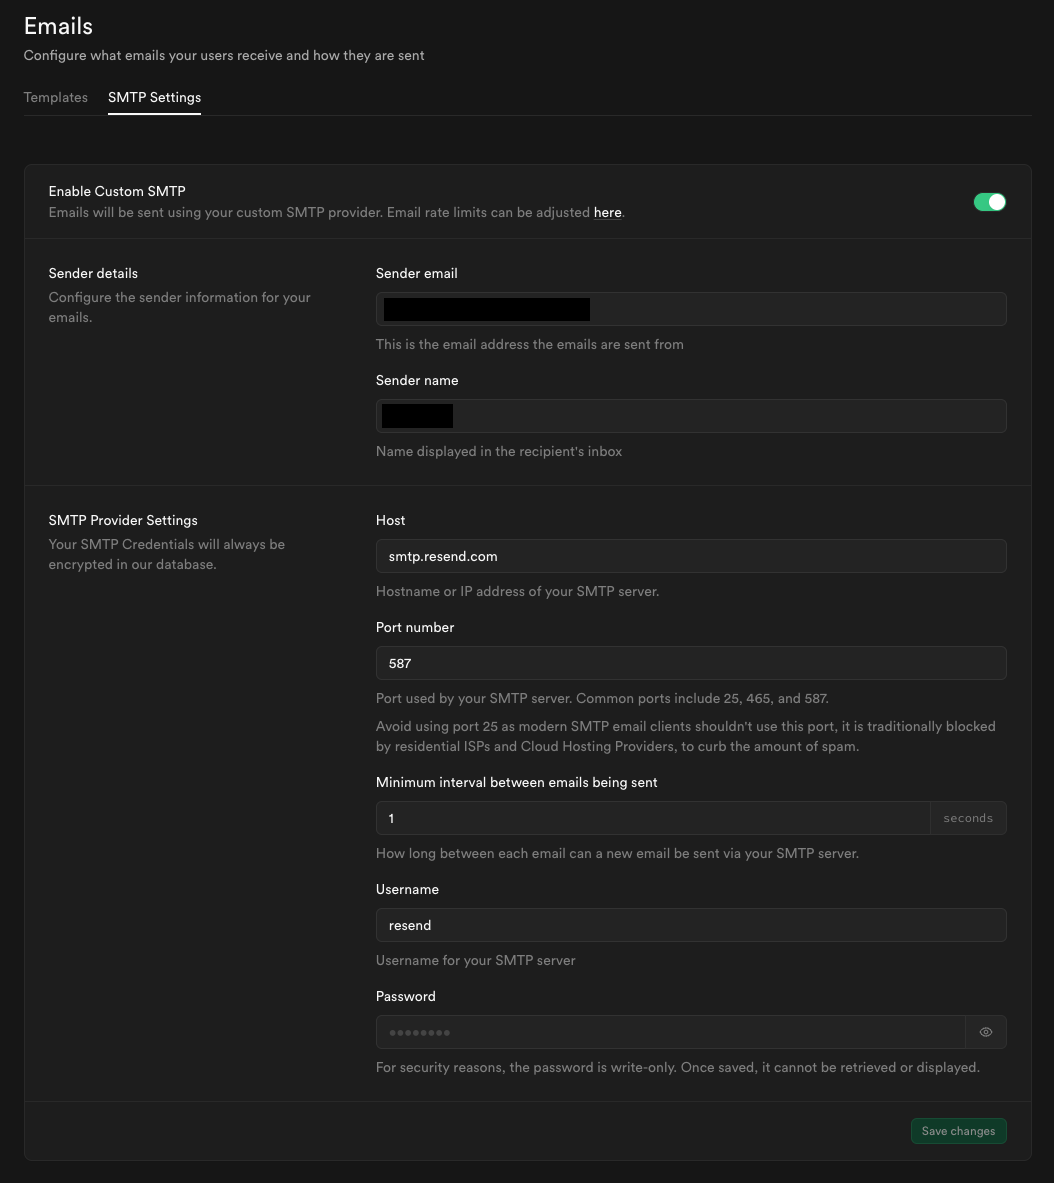 Emails
Configure what emails your users receive and how they are sent
Templates SMTP Settings
Enable Custom SMTP
Emails will be sent using your custom SMTP provider. Email rate limits can be adjusted here.
Sender details
Configure the sender information for your
emails.
Sender email
This is the email address the emails are sent from
Sender name
Name displayed in the recipient's inbox
SMTP Provider Settings
Your SMTP Credentials will always be
encrypted in our database.
Host
smtp.resend.com
Hostname or IP address of your SMTP server.
Port number
587
Port used by your SMTP server. Common ports include 25, 465, and 587.
Avoid using port 25 as modern SMTP email clients shouldn't use this port, it is traditionally blocked
by residential ISPs and Cloud Hosting Providers, to curb the amount of spam.
Minimum interval between emails being sent
1 seconds
How long between each email can a new email be sent via your SMTP server.
Username
resend
Username for your SMTP server
Password
••••••••
For security reasons, the password is write-only. Once saved, it cannot be retrieved or displayed.
Save changes